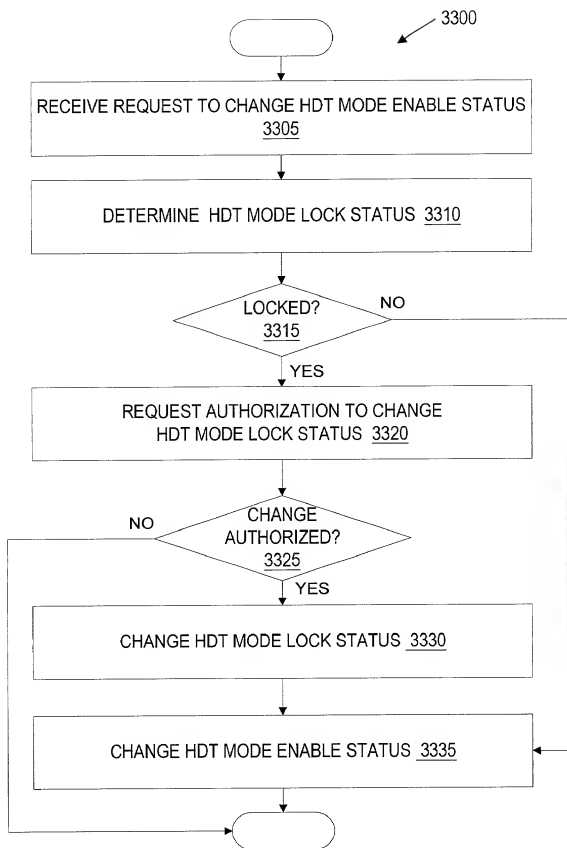 3300
RECEIVE REQUEST TO CHANGE HDT MODE ENABLE STATUS
3305
DETERMINE HDT MODE LOCK STATUS 3310
LOCKED?
3315
NO
YES
REQUEST AUTHORIZATION TO CHANGE
HDT MODE LOCK STATUS 3320
NO
CHANGE
AUTHORIZED?
3325
YES
CHANGE HDT MODE LOCK STATUS 3330
CHANGE HDT MODE ENABLE STATUS 3335